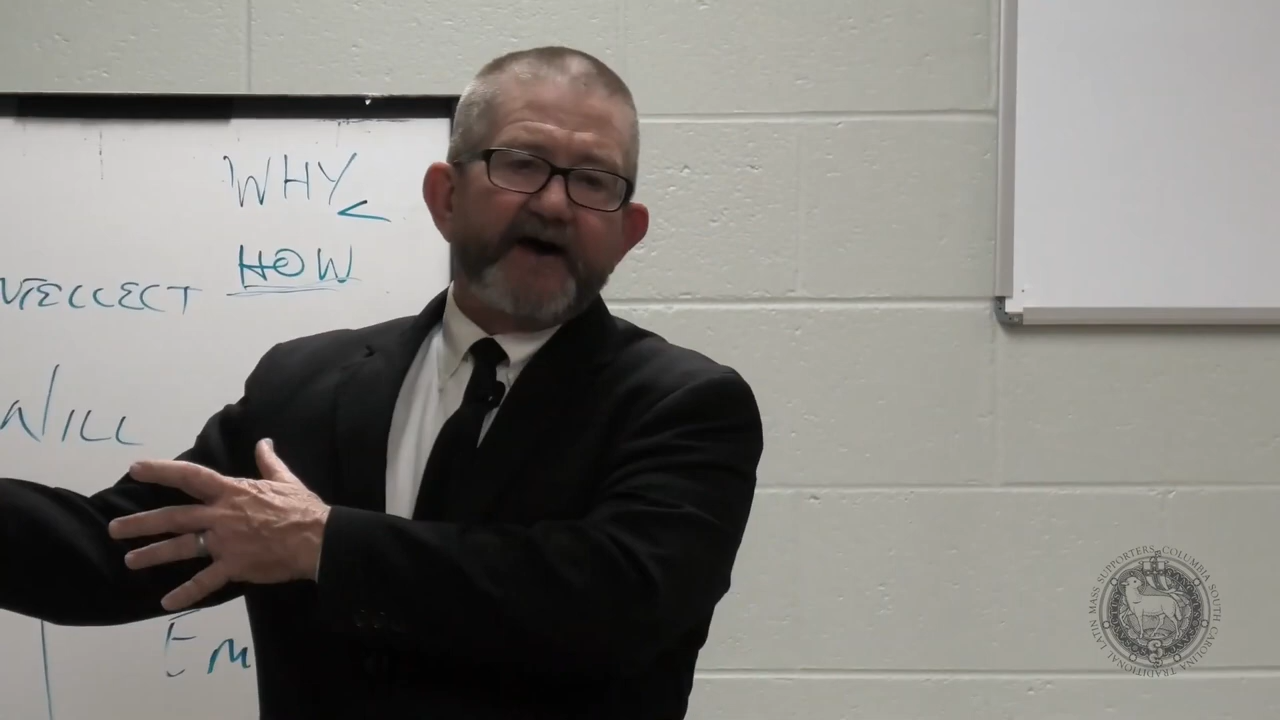 WHY
<
HOW
NTELLECT
WILL
EM
COLUMBIA SOUTH CAROLINA TRADITIONAL LATIN MASS SUPPORTERS